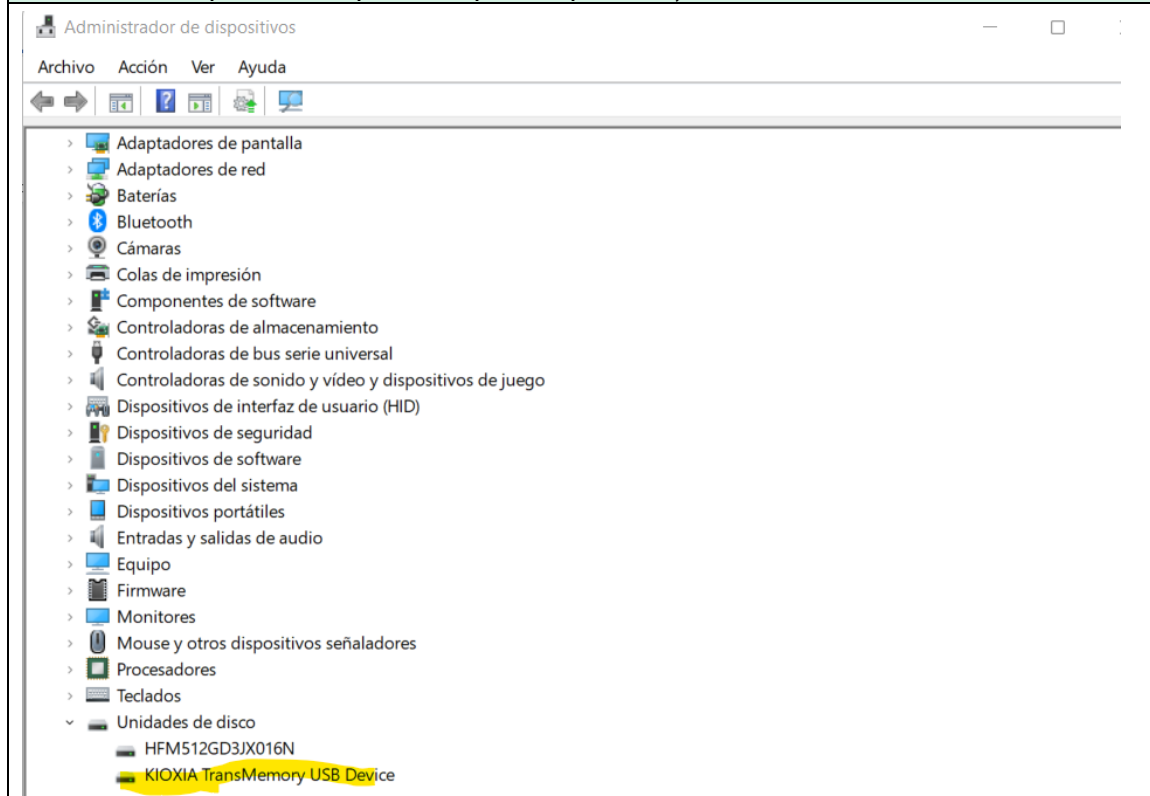 Administrador de dispositivos
Archivo Acción Ver Ayuda
Adaptadores de pantalla
Adaptadores de red
Baterías
Bluetooth
Cámaras
Colas de impresión
Componentes de software
Controladoras de almacenamiento
Controladoras de bus serie universal
Controladoras de sonido y vídeo y dispositivos de juego
Dispositivos de interfaz de usuario (HID)
Dispositivos de seguridad
Dispositivos de software
Dispositivos del sistema
Dispositivos portátiles
Entradas y salidas de audio
Equipo
Firmware
Monitores
Mouse y otros dispositivos señaladores
Procesadores
Teclados
Unidades de disco
HFM512GD3JX016N
KIOXIA TransMemory USB Device